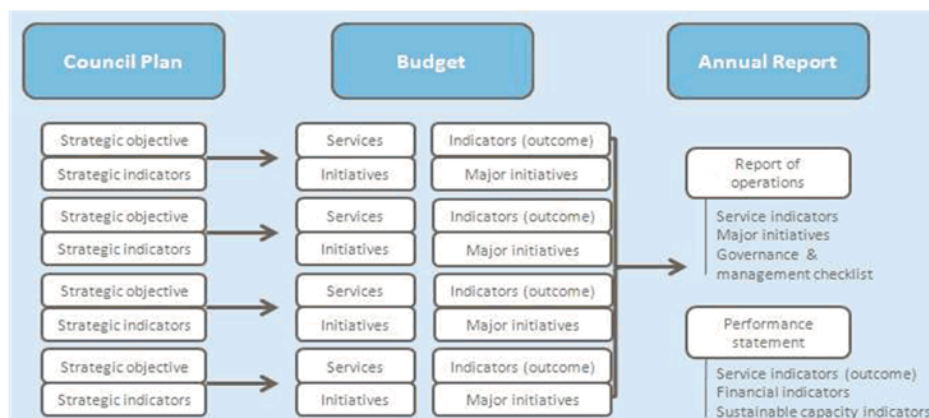 Council Plan
Budget
Annual Report
Strategic objective
Strategic indicators
Services
Initiatives
Indicators (outcome)
Major initiatives
Strategic objective
Strategic indicators
Services
Initiatives
Indicators (outcome)
Major initiatives
Strategic objective
Strategic indicators
Services
Initiatives
Indicators (outcome)
Major initiatives
Strategic objective
Strategic indicators
Services
Initiatives
Indicators (outcome)
Major initiatives
Report of
operations
Service indicators
Major initiatives
Governance &
management checklist
Performance
statement
Service indicators (outcome)
Financial indicators
Sustainable capacity indicators